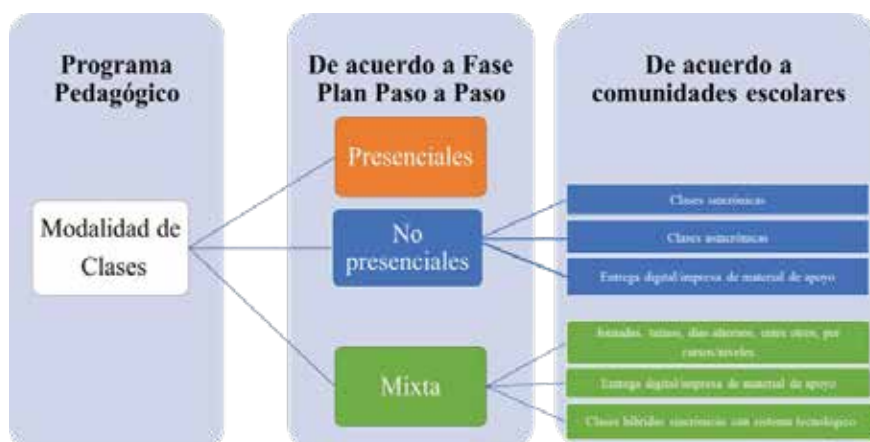 Programa
Pedagógico
De acuerdo a Fase
Plan Paso a Paso
De acuerdo a
comunidades escolares
Modalidad de
Clases
Presenciales
No
presenciales
Mixta
Clases sincrónicas
Clases asincrónicas
Entrega digital/impresa de material de apoyo
Jornadas, turnos, días alternos, entre otros, por
cursos/niveles.
Entrega digital/impresa de material de apoyo
Clases híbridas sincrónicas con sistema tecnológico